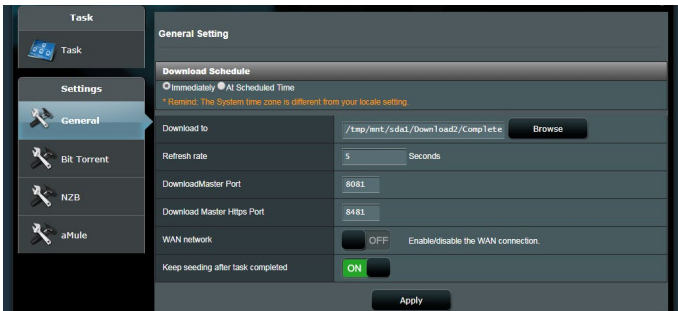 Task
Task
Settings
General
Bit Torrent
NZB
aMule
General Setting
Download Schedule
Immediately At Scheduled Time
* Remind: The System time zone is different from your locale setting.
Download to /tmp/mnt/sda1/Download2/Complete Browse
Refresh rate 5 Seconds
DownloadMaster Port 8081
Download Master Https Port 8481
WAN network OFF Enable/disable the WAN connection.
Keep seeding after task completed ON
Apply